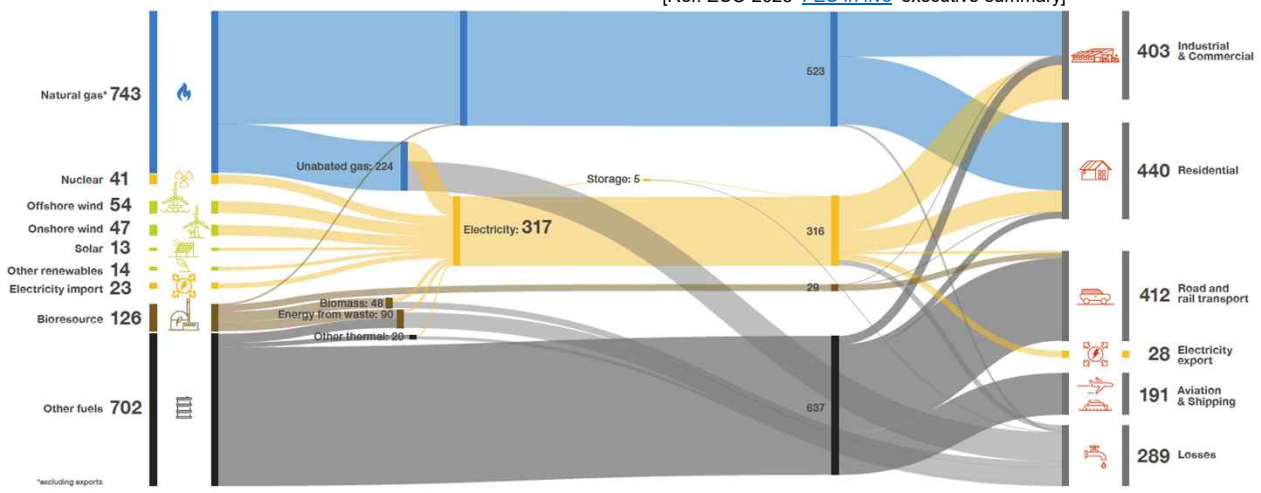 executive summary]
523
403 Industrial
& Commercial
Natural gas* 743
Unabated gas: 224
Storage: 5
440 Residential
Nuclear 41
Offshore wind 54
Onshore wind 47
Electricity: 317
316
Solar 13
Other renewables 14
Electricity import 23
29
412 Road and
rail transport
Biomass: 48
Bioresource 126
Energy from waste: 90
Other thermal: 20
28 Electricity
export
191 Aviation
& Shipping
Other fuels 702
637
289 Losses
*excluding exports